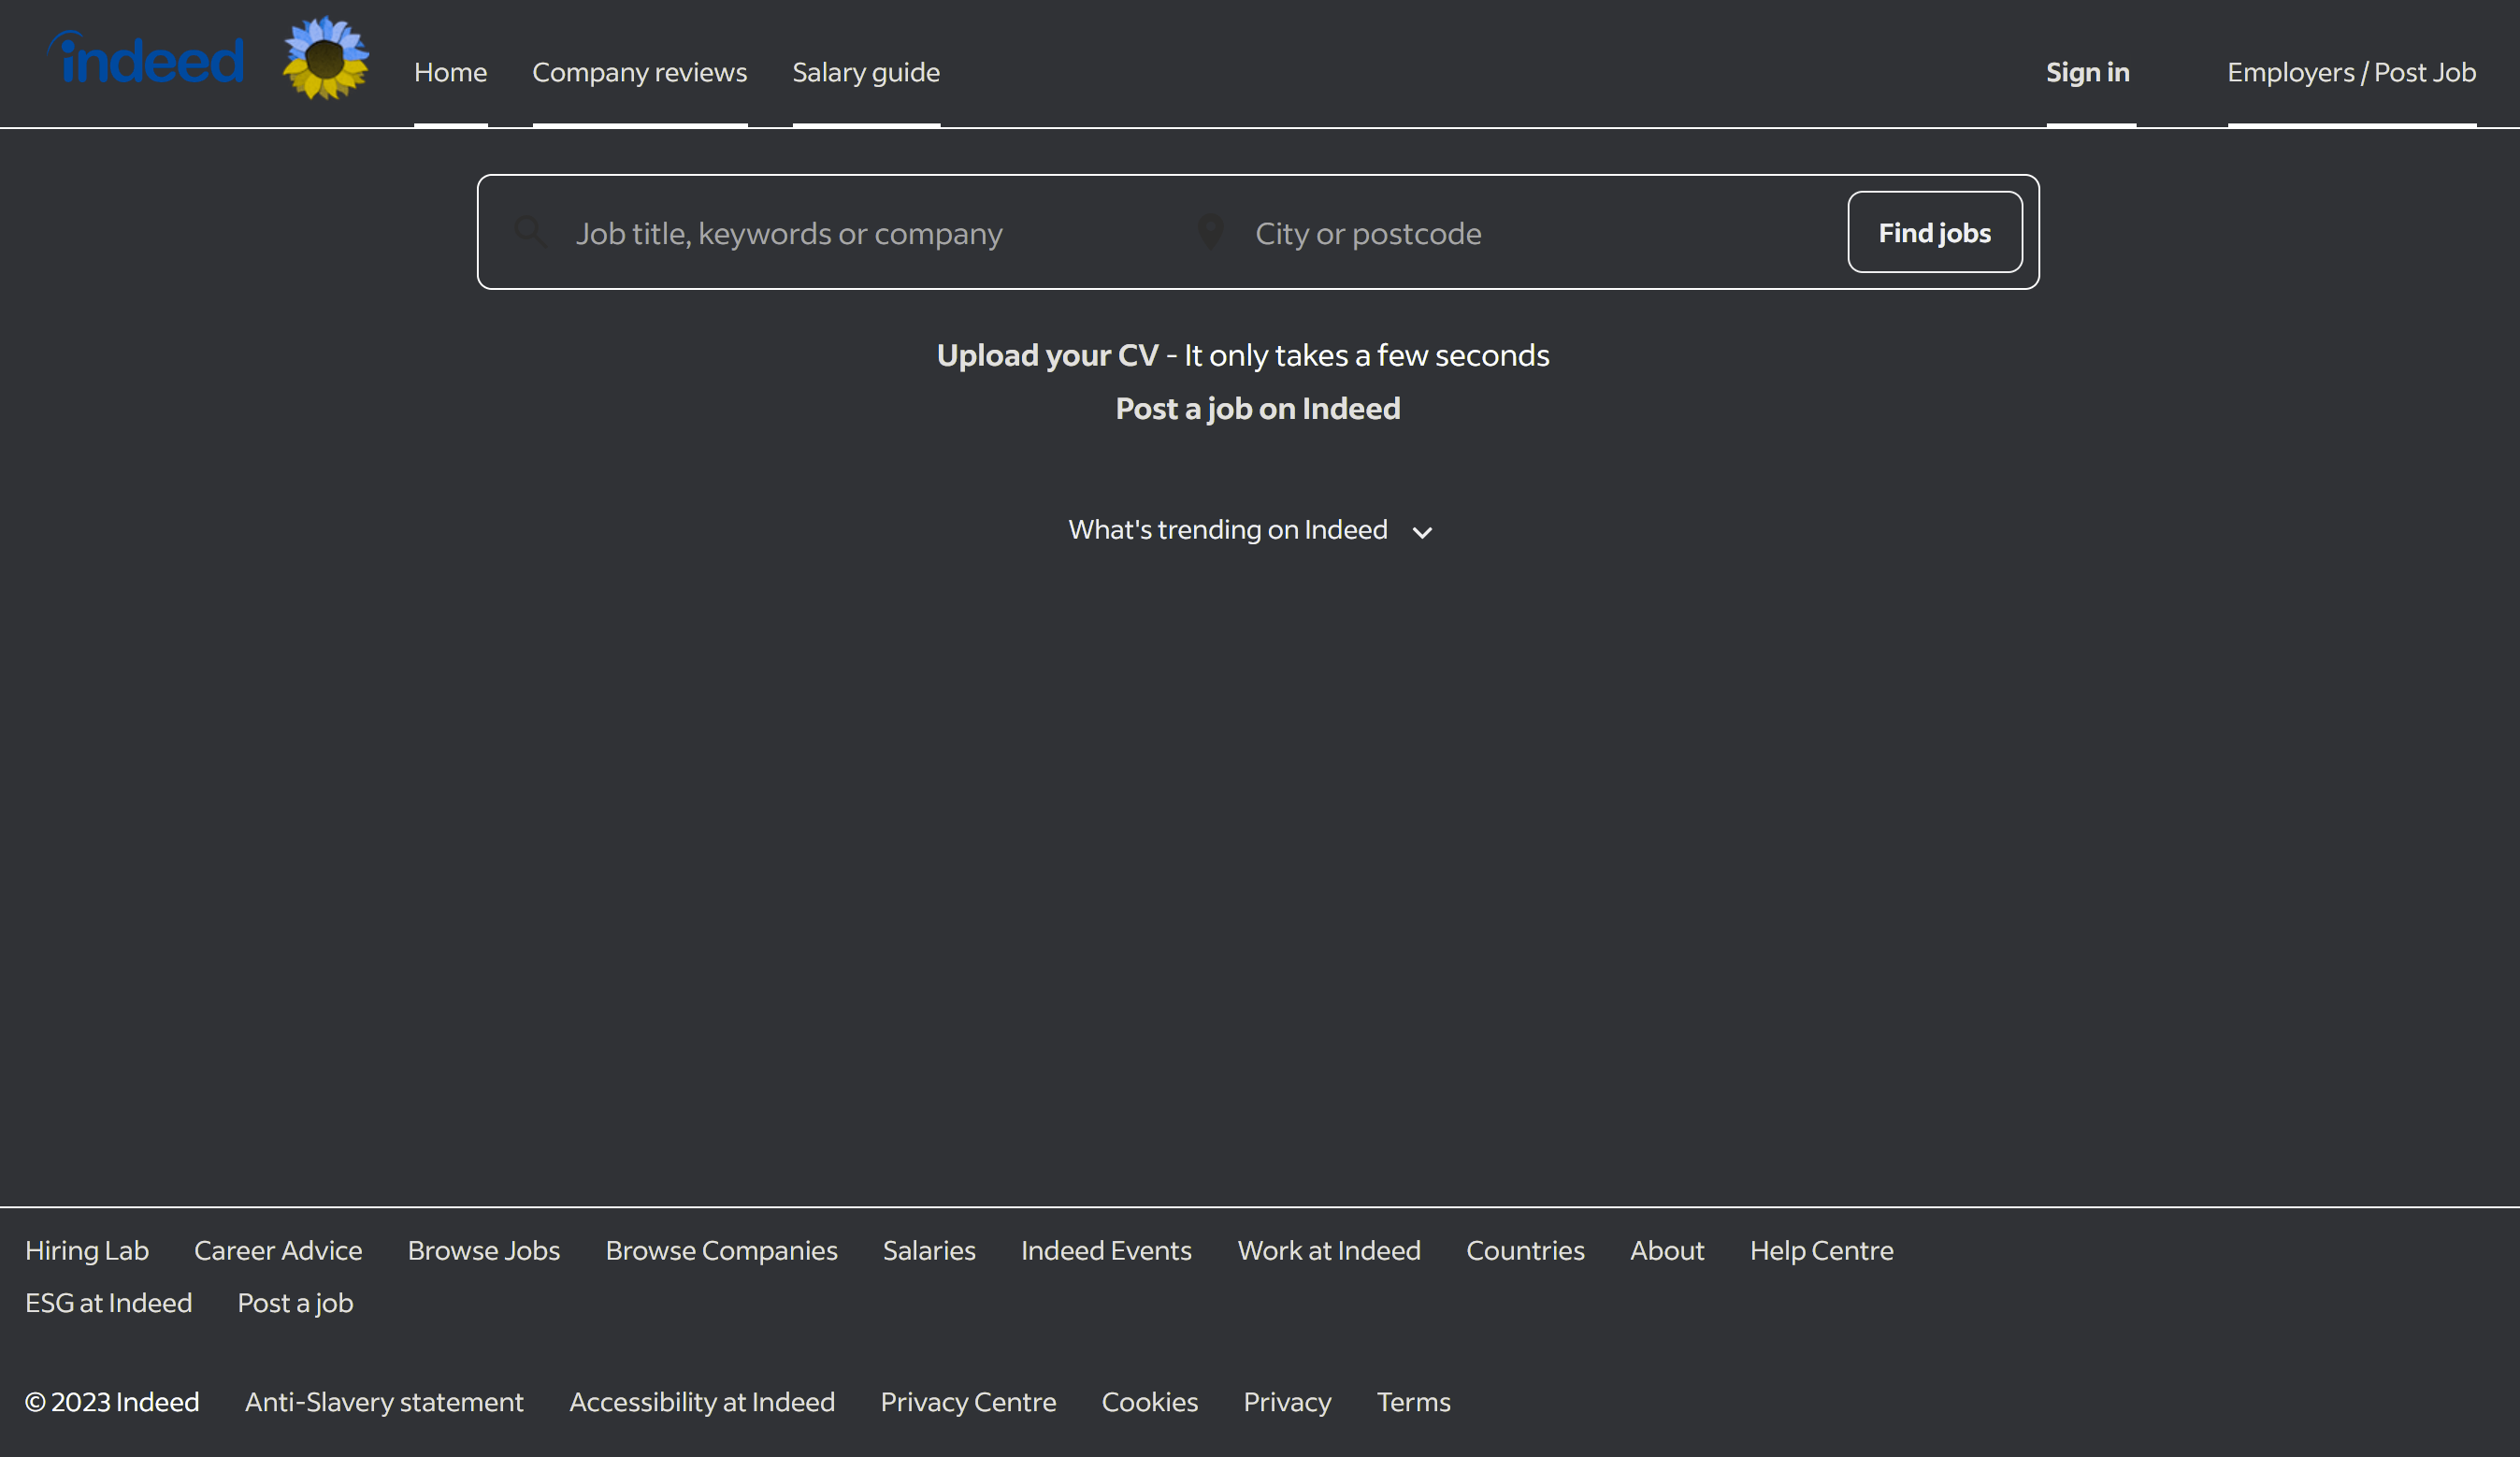 indeed Home Company reviews Salary guide Sign in Employers / Post Job
Job title, keywords or company City or postcode Find jobs
Upload your CV - It only takes a few seconds
Post a job on Indeed
What's trending on Indeed
Hiring Lab Career Advice Browse Jobs Browse Companies Salaries Indeed Events Work at Indeed Countries About Help Centre
ESG at Indeed Post a job
© 2023 Indeed Anti-Slavery statement Accessibility at Indeed Privacy Centre Cookies Privacy Terms